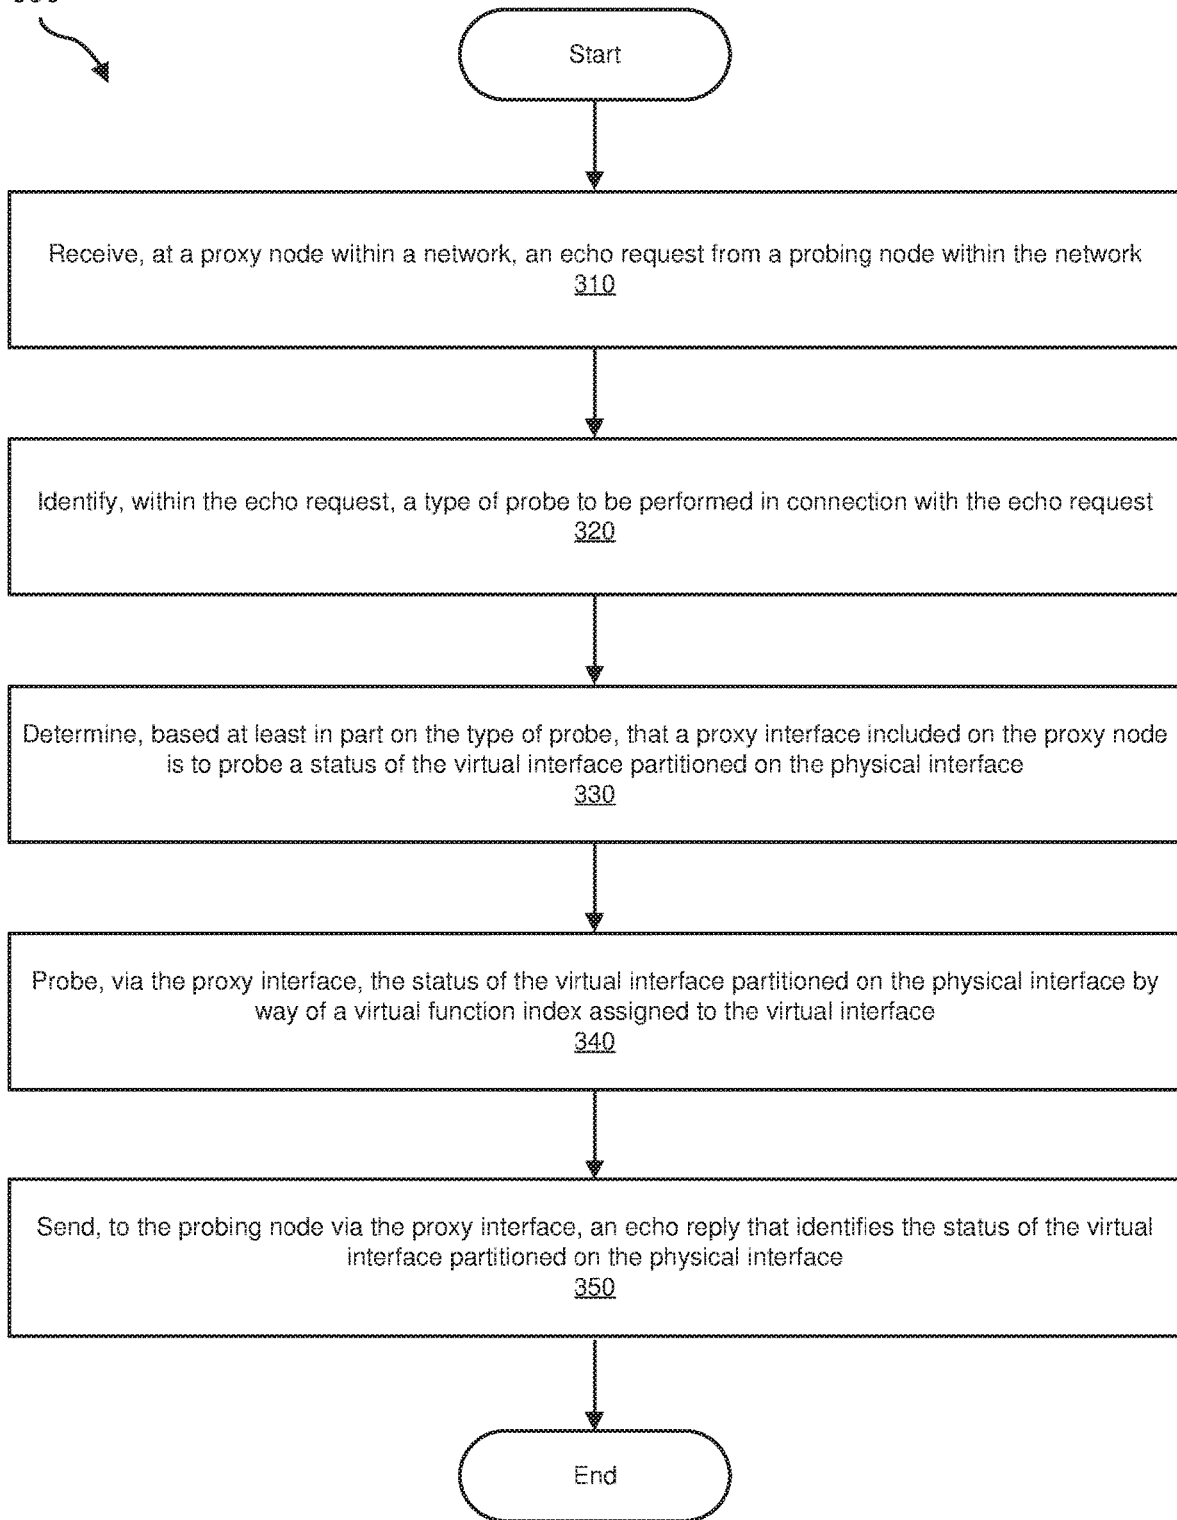 Start
Receive, at a proxy node within a network, an echo request from a probing node within the network
310
Identify, within the echo request, a type of probe to be performed in connection with the echo request
320
Determine, based at least in part on the type of probe, that a proxy interface included on the proxy node
is to probe a status of the virtual interface partitioned on the physical interface
330
Probe, via the proxy interface, the status of the virtual interface partitioned on the physical interface by
way of a virtual function index assigned to the virtual interface
340
Send, to the probing node via the proxy interface, an echo reply that identifies the status of the virtual
interface partitioned on the physical interface
350
End